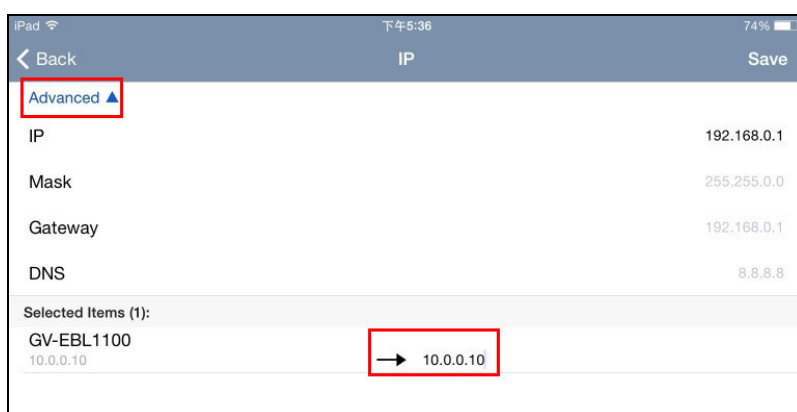 iPad 下午5:36 74%
Back IP Save
Advanced ▲
IP 192.168.0.1
Mask 255.255.0.0
Gateway 192.168.0.1
DNS 8.8.8.8
Selected Items (1):
GV-EBL1100
10.0.0.10 → 10.0.0.10